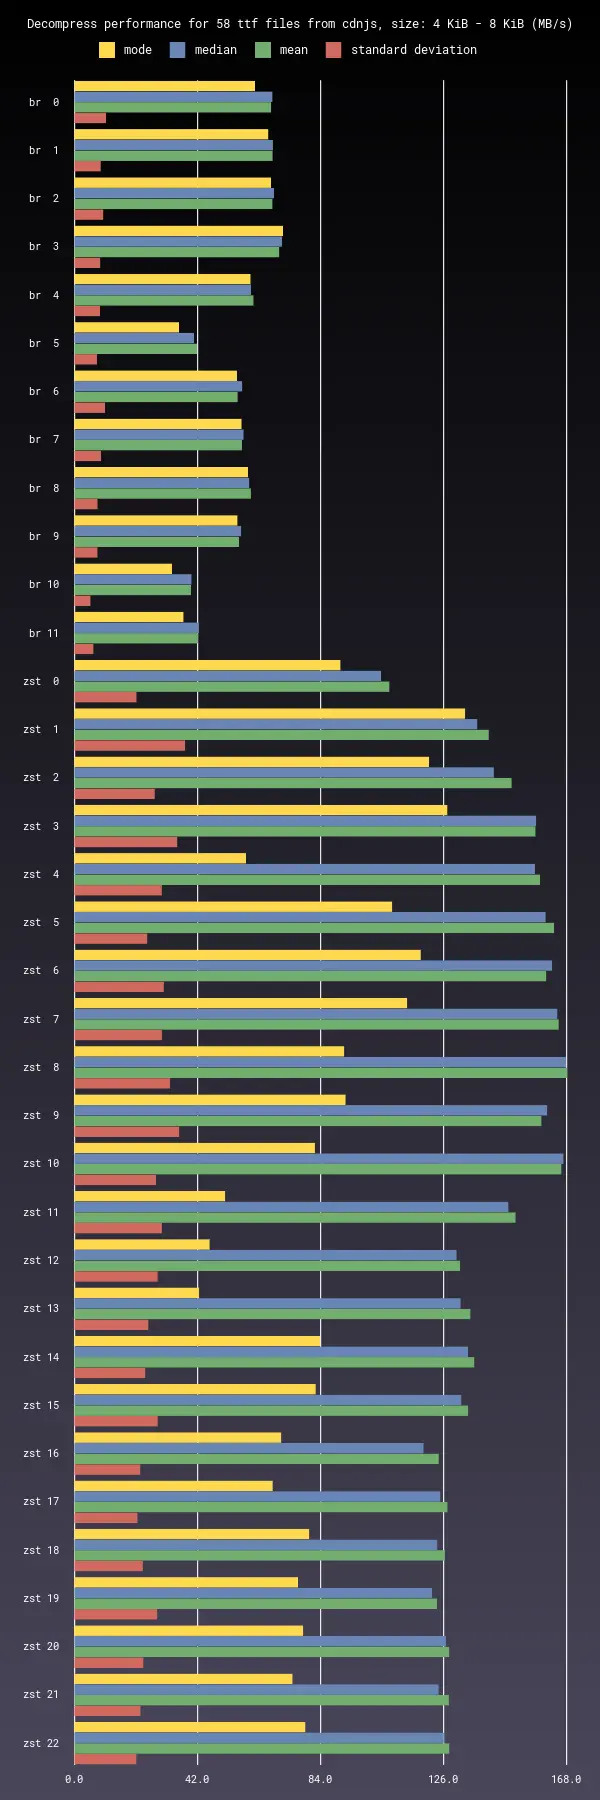 Decompress performance for 58 ttf files from cdnjs, size: 4 KiB - 8 KiB (MB/s)
mode median mean standard deviation
br 0
br 1
br 2
br 3
br 4
br 5
br 6
br 7
br 8
br 9
br 10
br 11
zst 0
zst 1
zst 2
zst 3
zst 4
zst 5
zst 6
zst 7
zst 8
zst 9
zst 10
zst 11
zst 12
zst 13
zst 14
zst 15
zst 16
zst 17
zst 18
zst 19
zst 20
zst 21
zst 22
0.0 42.0 84.0 126.0 168.0